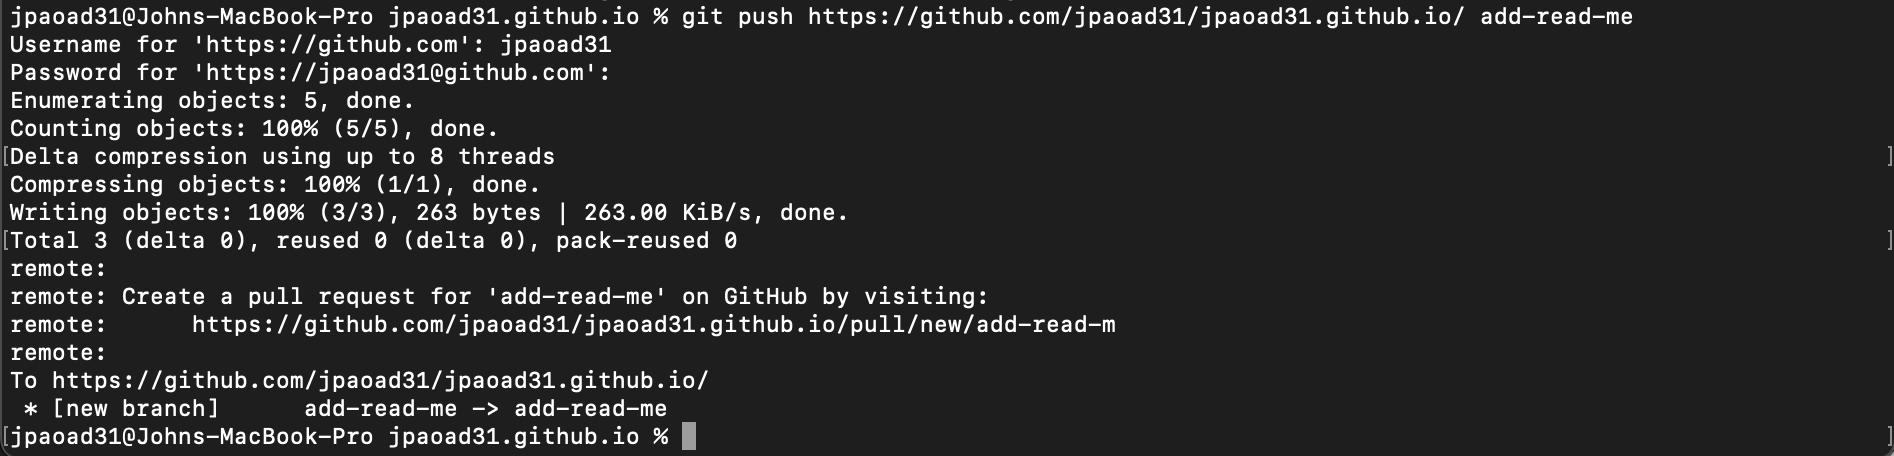 jpaoad31@Johns-MacBook-Pro jpaoad31.github.io % git push https://github.com/jpaoad31/jpaoad31.github.io/ add-read-me
Username for 'https://github.com': jpaoad31
Password for 'https://jpaoad31@github.com':
Enumerating objects: 5, done.
Counting objects: 100% (5/5), done.
[Delta compression using up to 8 threads ]
Compressing objects: 100% (1/1), done.
Writing objects: 100% (3/3), 263 bytes | 263.00 KiB/s, done.
[Total 3 (delta 0), reused 0 (delta 0), pack-reused 0 ]
remote:
remote: Create a pull request for 'add-read-me' on GitHub by visiting:
remote:      https://github.com/jpaoad31/jpaoad31.github.io/pull/new/add-read-m
remote:
To https://github.com/jpaoad31/jpaoad31.github.io/
 * [new branch]      add-read-me -> add-read-me
[jpaoad31@Johns-MacBook-Pro jpaoad31.github.io % ]